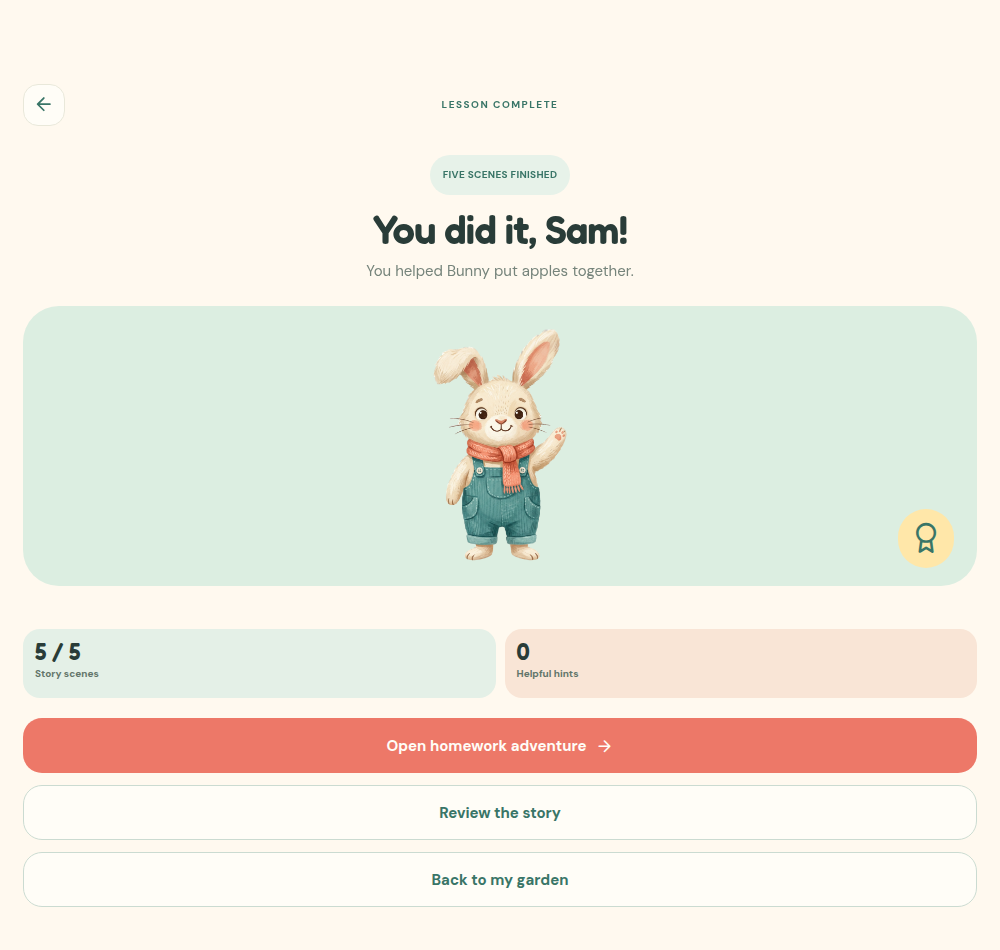 LESSON COMPLETE
FIVE SCENES FINISHED
You did it, Sam!
You helped Bunny put apples together.
5 / 5
Story scenes
0
Helpful hints
Open homework adventure
Review the story
Back to my garden